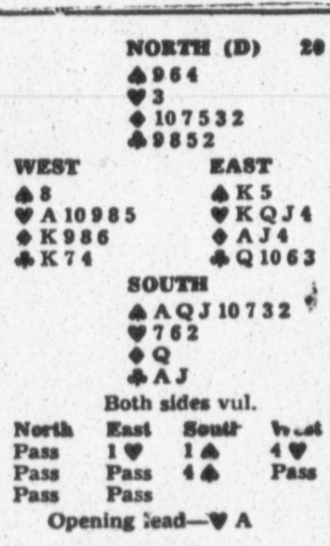 NORTH (D) 20
♠ 9 6 4
♥ 3
♦ 10 7 5 3 2
♣ 9 8 5 2
WEST EAST
♠ 8 ♠ K 5
♥ A 10 9 8 5 ♥ K Q J 4
♦ K 9 8 6 ♦ A J 4
♣ K 7 4 ♣ Q 10 6 3
SOUTH
♠ A Q J 10 7 3 2
♥ 7 6 2
♦ Q
♣ A J
Both sides vul.
North East South West
Pass 1 ♥ 1 ♠ 4 ♥
Pass Pass 4 ♠ Pass
Pass Pass
Opening lead—♥ A